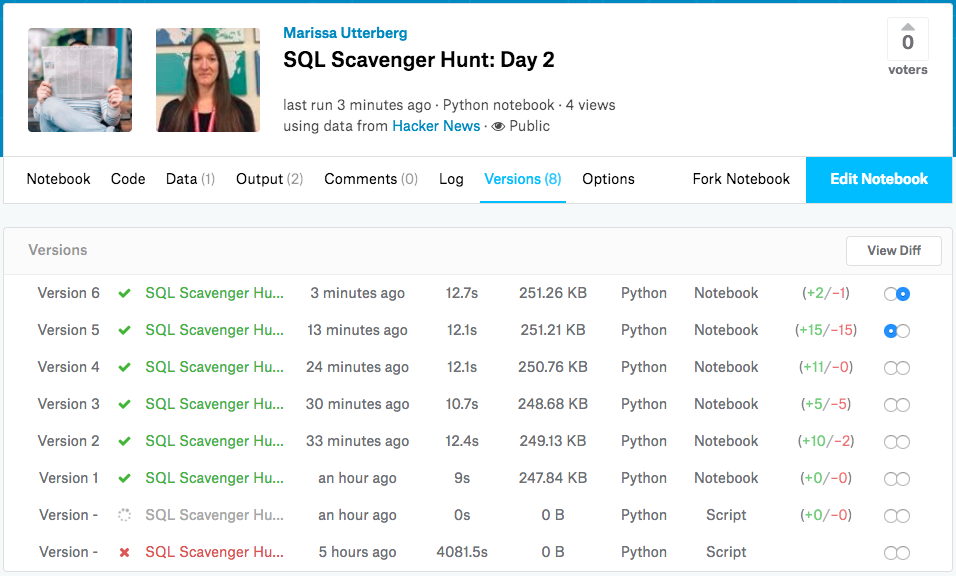 Marissa Utterberg
SQL Scavenger Hunt: Day 2
0
voters
last run 3 minutes ago · Python notebook · 4 views
using data from Hacker News · Public
Notebook Code Data (1) Output (2) Comments (0) Log Versions (8) Options Fork Notebook Edit Notebook
Versions View Diff
Version 6 SQL Scavenger Hu... 3 minutes ago 12.7s 251.26 KB Python Notebook (+2/−1)
Version 5 SQL Scavenger Hu... 13 minutes ago 12.1s 251.21 KB Python Notebook (+15/−15)
Version 4 SQL Scavenger Hu... 24 minutes ago 12.1s 250.76 KB Python Notebook (+11/−0)
Version 3 SQL Scavenger Hu... 30 minutes ago 10.7s 248.68 KB Python Notebook (+5/−5)
Version 2 SQL Scavenger Hu... 33 minutes ago 12.4s 249.13 KB Python Notebook (+10/−2)
Version 1 SQL Scavenger Hu... an hour ago 9s 247.84 KB Python Notebook (+0/−0)
Version - SQL Scavenger Hu... an hour ago 0s 0 B Python Script (+0/−0)
Version - SQL Scavenger Hu... 5 hours ago 4081.5s 0 B Python Script